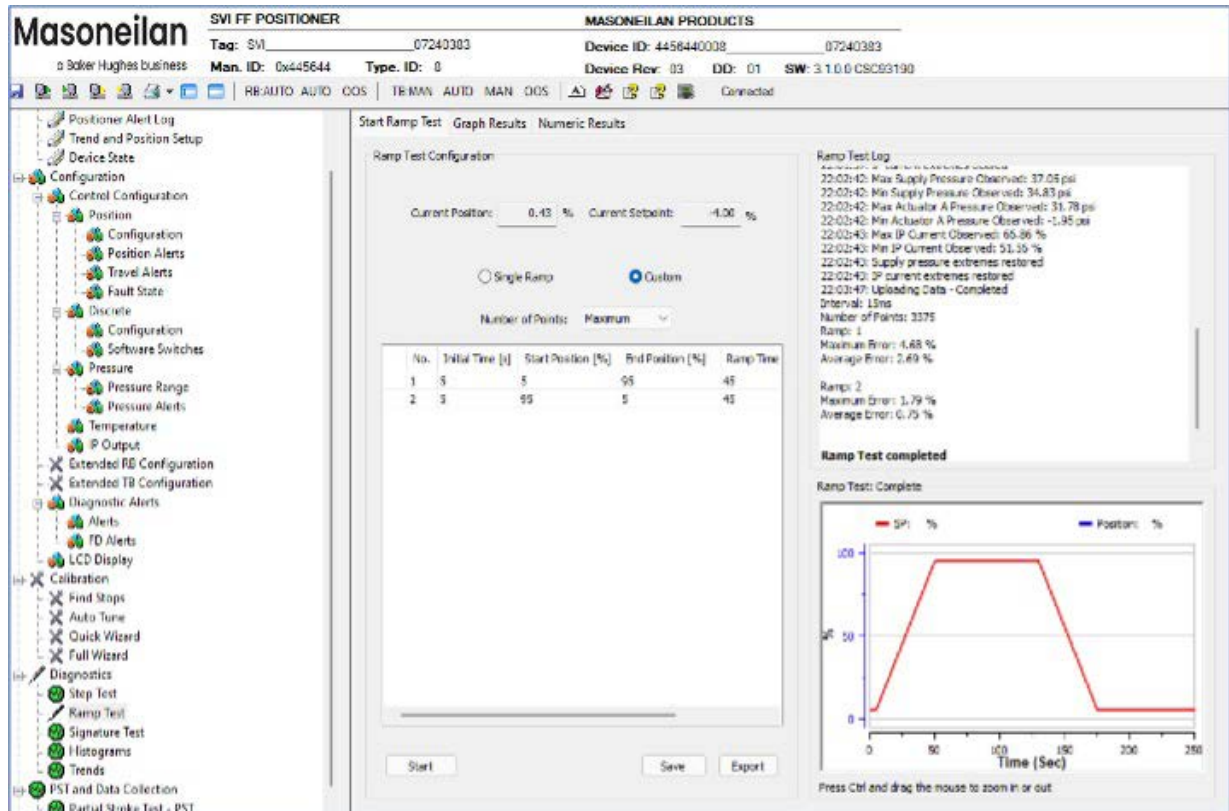 Masoneilan
a Baker Hughes business
SVI FF POSITIONER
MASONEILAN PRODUCTS
Tag: SVI____________________07240383
Device ID: 4456440008____________________07240383
Man. ID: 0x445644 Type. ID: 8
Device Rev: 03 DD: 01 SW: 3.1.0.0 CSC93190
RB:AUTO AUTO OOS TB:MAN AUTO MAN OOS Connected
Positioner Alert Log
Trend and Position Setup
Device State
Configuration
Control Configuration
Position
Configuration
Position Alerts
Travel Alerts
Fault State
Discrete
Configuration
Software Switches
Pressure
Pressure Range
Pressure Alerts
Temperature
IP Output
Extended RB Configuration
Extended TB Configuration
Diagnostic Alerts
Alerts
FD Alerts
LCD Display
Calibration
Find Stops
Auto Tune
Quick Wizard
Full Wizard
Diagnostics
Step Test
Ramp Test
Signature Test
Histograms
Trends
PST and Data Collection
Partial Stroke Test - PST
Start Ramp Test Graph Results Numeric Results
Ramp Test Configuration
Current Position: 0.43 % Current Setpoint: -4.00 %
Single Ramp Custom
Number of Points: Maximum
No. Initial Time [s] Start Position [%] End Position [%] Ramp Time
1 5 5 95 45
2 5 95 5 45
Start Save Export
Ramp Test Log
22:02:42: Max Supply Pressure Observed: 37.05 psi
22:02:42: Min Supply Pressure Observed: 34.83 psi
22:02:42: Max Actuator A Pressure Observed: 31.78 psi
22:02:42: Min Actuator A Pressure Observed: -1.95 psi
22:02:43: Max IP Current Observed: 65.86 %
22:02:43: Min IP Current Observed: 51.55 %
22:02:43: Supply pressure extremes restored
22:02:43: IP current extremes restored
22:03:47: Uploading Data - Completed
Interval: 15ms
Number of Points: 3375
Ramp: 1
Maximum Error: 4.68 %
Average Error: 2.69 %
Ramp: 2
Maximum Error: 1.79 %
Average Error: 0.75 %
Ramp Test completed
Ramp Test: Complete
SP: % Position: %
100
50
0
%
0 50 100 150 200 250
Time (Sec)
Press Ctrl and drag the mouse to zoom in or out